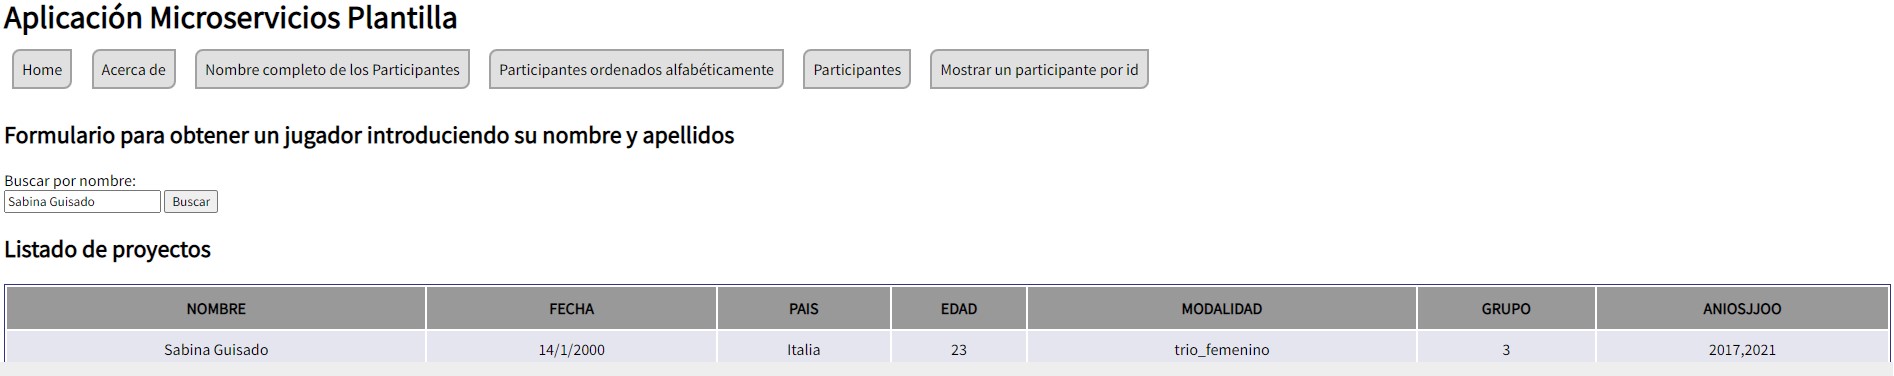 Aplicación Microservicios Plantilla
Home Acerca de Nombre completo de los Participantes Participantes ordenados alfabéticamente Participantes Mostrar un participante por id
Formulario para obtener un jugador introduciendo su nombre y apellidos
Buscar por nombre:
Sabina Guisado Buscar
Listado de proyectos
NOMBRE FECHA PAIS EDAD MODALIDAD GRUPO ANIOSJJOO
Sabina Guisado 14/1/2000 Italia 23 trio_femenino 3 2017,2021